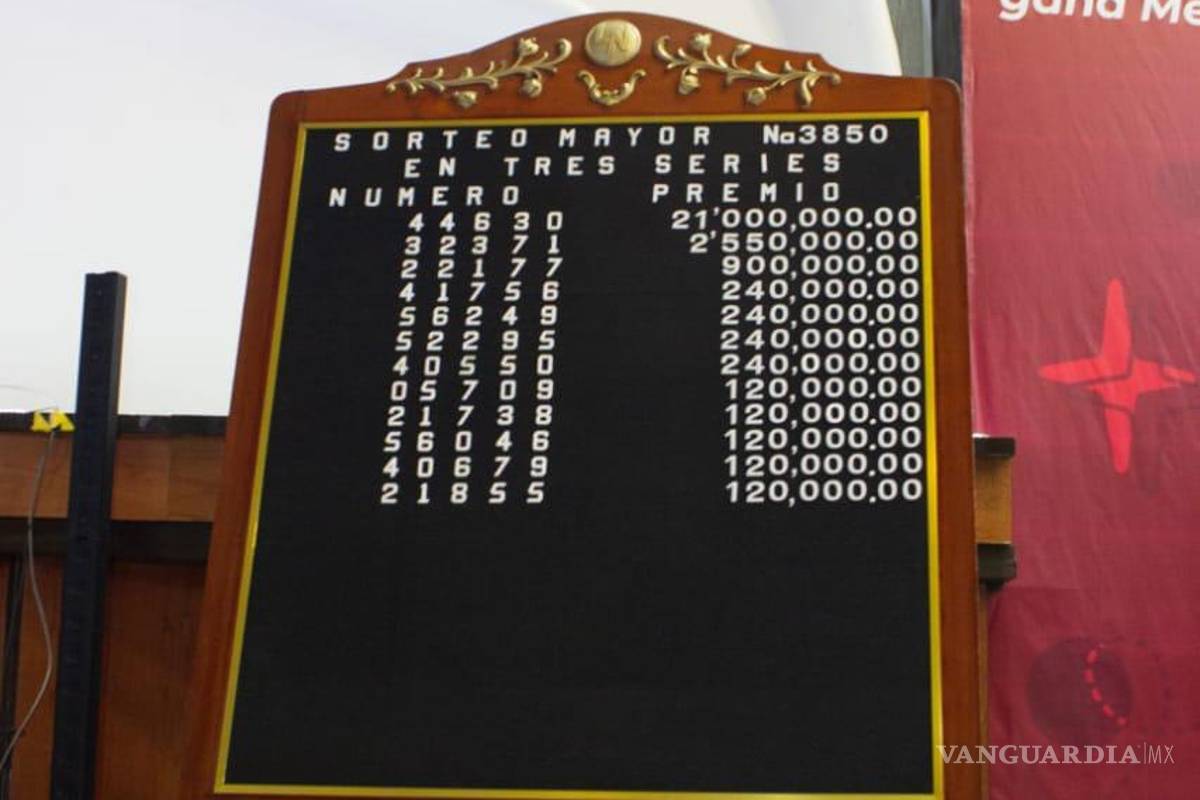 gana Me
LN
SORTEO MAYOR No3850
EN TRES SERIES
NUMERO PREMIO
44630 21'000,000.00
32371 2'550,000.00
22177 900,000.00
41756 240,000.00
56249 240,000.00
52295 240,000.00
40550 240,000.00
05709 120,000.00
21738 120,000.00
56046 120,000.00
40679 120,000.00
21855 120,000.00
VANGUARDIA|MX